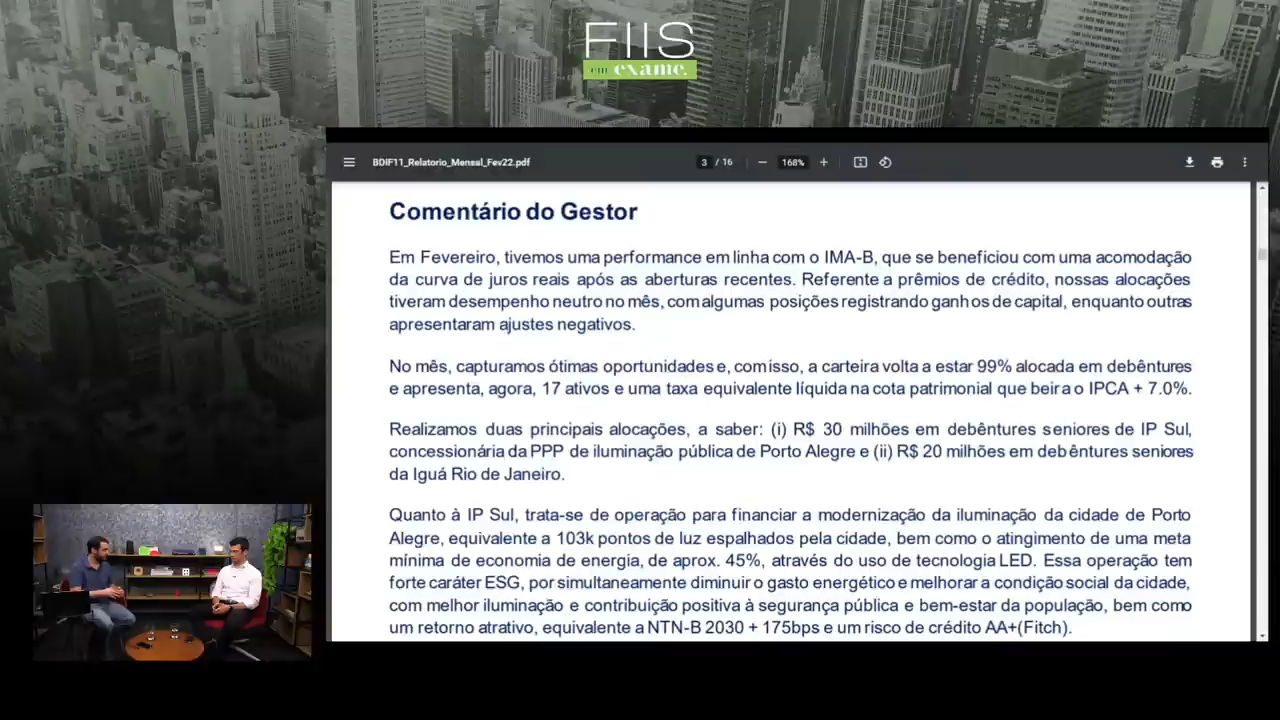 FIIS
em exame.
BDIF11_Relatorio_Mensal_Fev22.pdf
3 / 16
168%
Comentário do Gestor
Em Fevereiro, tivemos uma performance em linha com o IMA-B, que se beneficiou com uma acomodação
da curva de juros reais após as aberturas recentes. Referente a prêmios de crédito, nossas alocações
tiveram desempenho neutro no mês, com algumas posições registrando ganhos de capital, enquanto outras
apresentaram ajustes negativos.
No mês, capturamos ótimas oportunidades e, com isso, a carteira volta a estar 99% alocada em debêntures
e apresenta, agora, 17 ativos e uma taxa equivalente líquida na cota patrimonial que beira o IPCA + 7.0%.
Realizamos duas principais alocações, a saber: (i) R$ 30 milhões em debêntures seniores de IP Sul,
concessionária da PPP de iluminação pública de Porto Alegre e (ii) R$ 20 milhões em debêntures seniores
da Iguá Rio de Janeiro.
Quanto à IP Sul, trata-se de operação para financiar a modernização da iluminação da cidade de Porto
Alegre, equivalente a 103k pontos de luz espalhados pela cidade, bem como o atingimento de uma meta
mínima de economia de energia, de aprox. 45%, através do uso de tecnologia LED. Essa operação tem
forte caráter ESG, por simultaneamente diminuir o gasto energético e melhorar a condição social da cidade,
com melhor iluminação e contribuição positiva à segurança pública e bem-estar da população, bem como
um retorno atrativo, equivalente a NTN-B 2030 + 175bps e um risco de crédito AA+(Fitch).